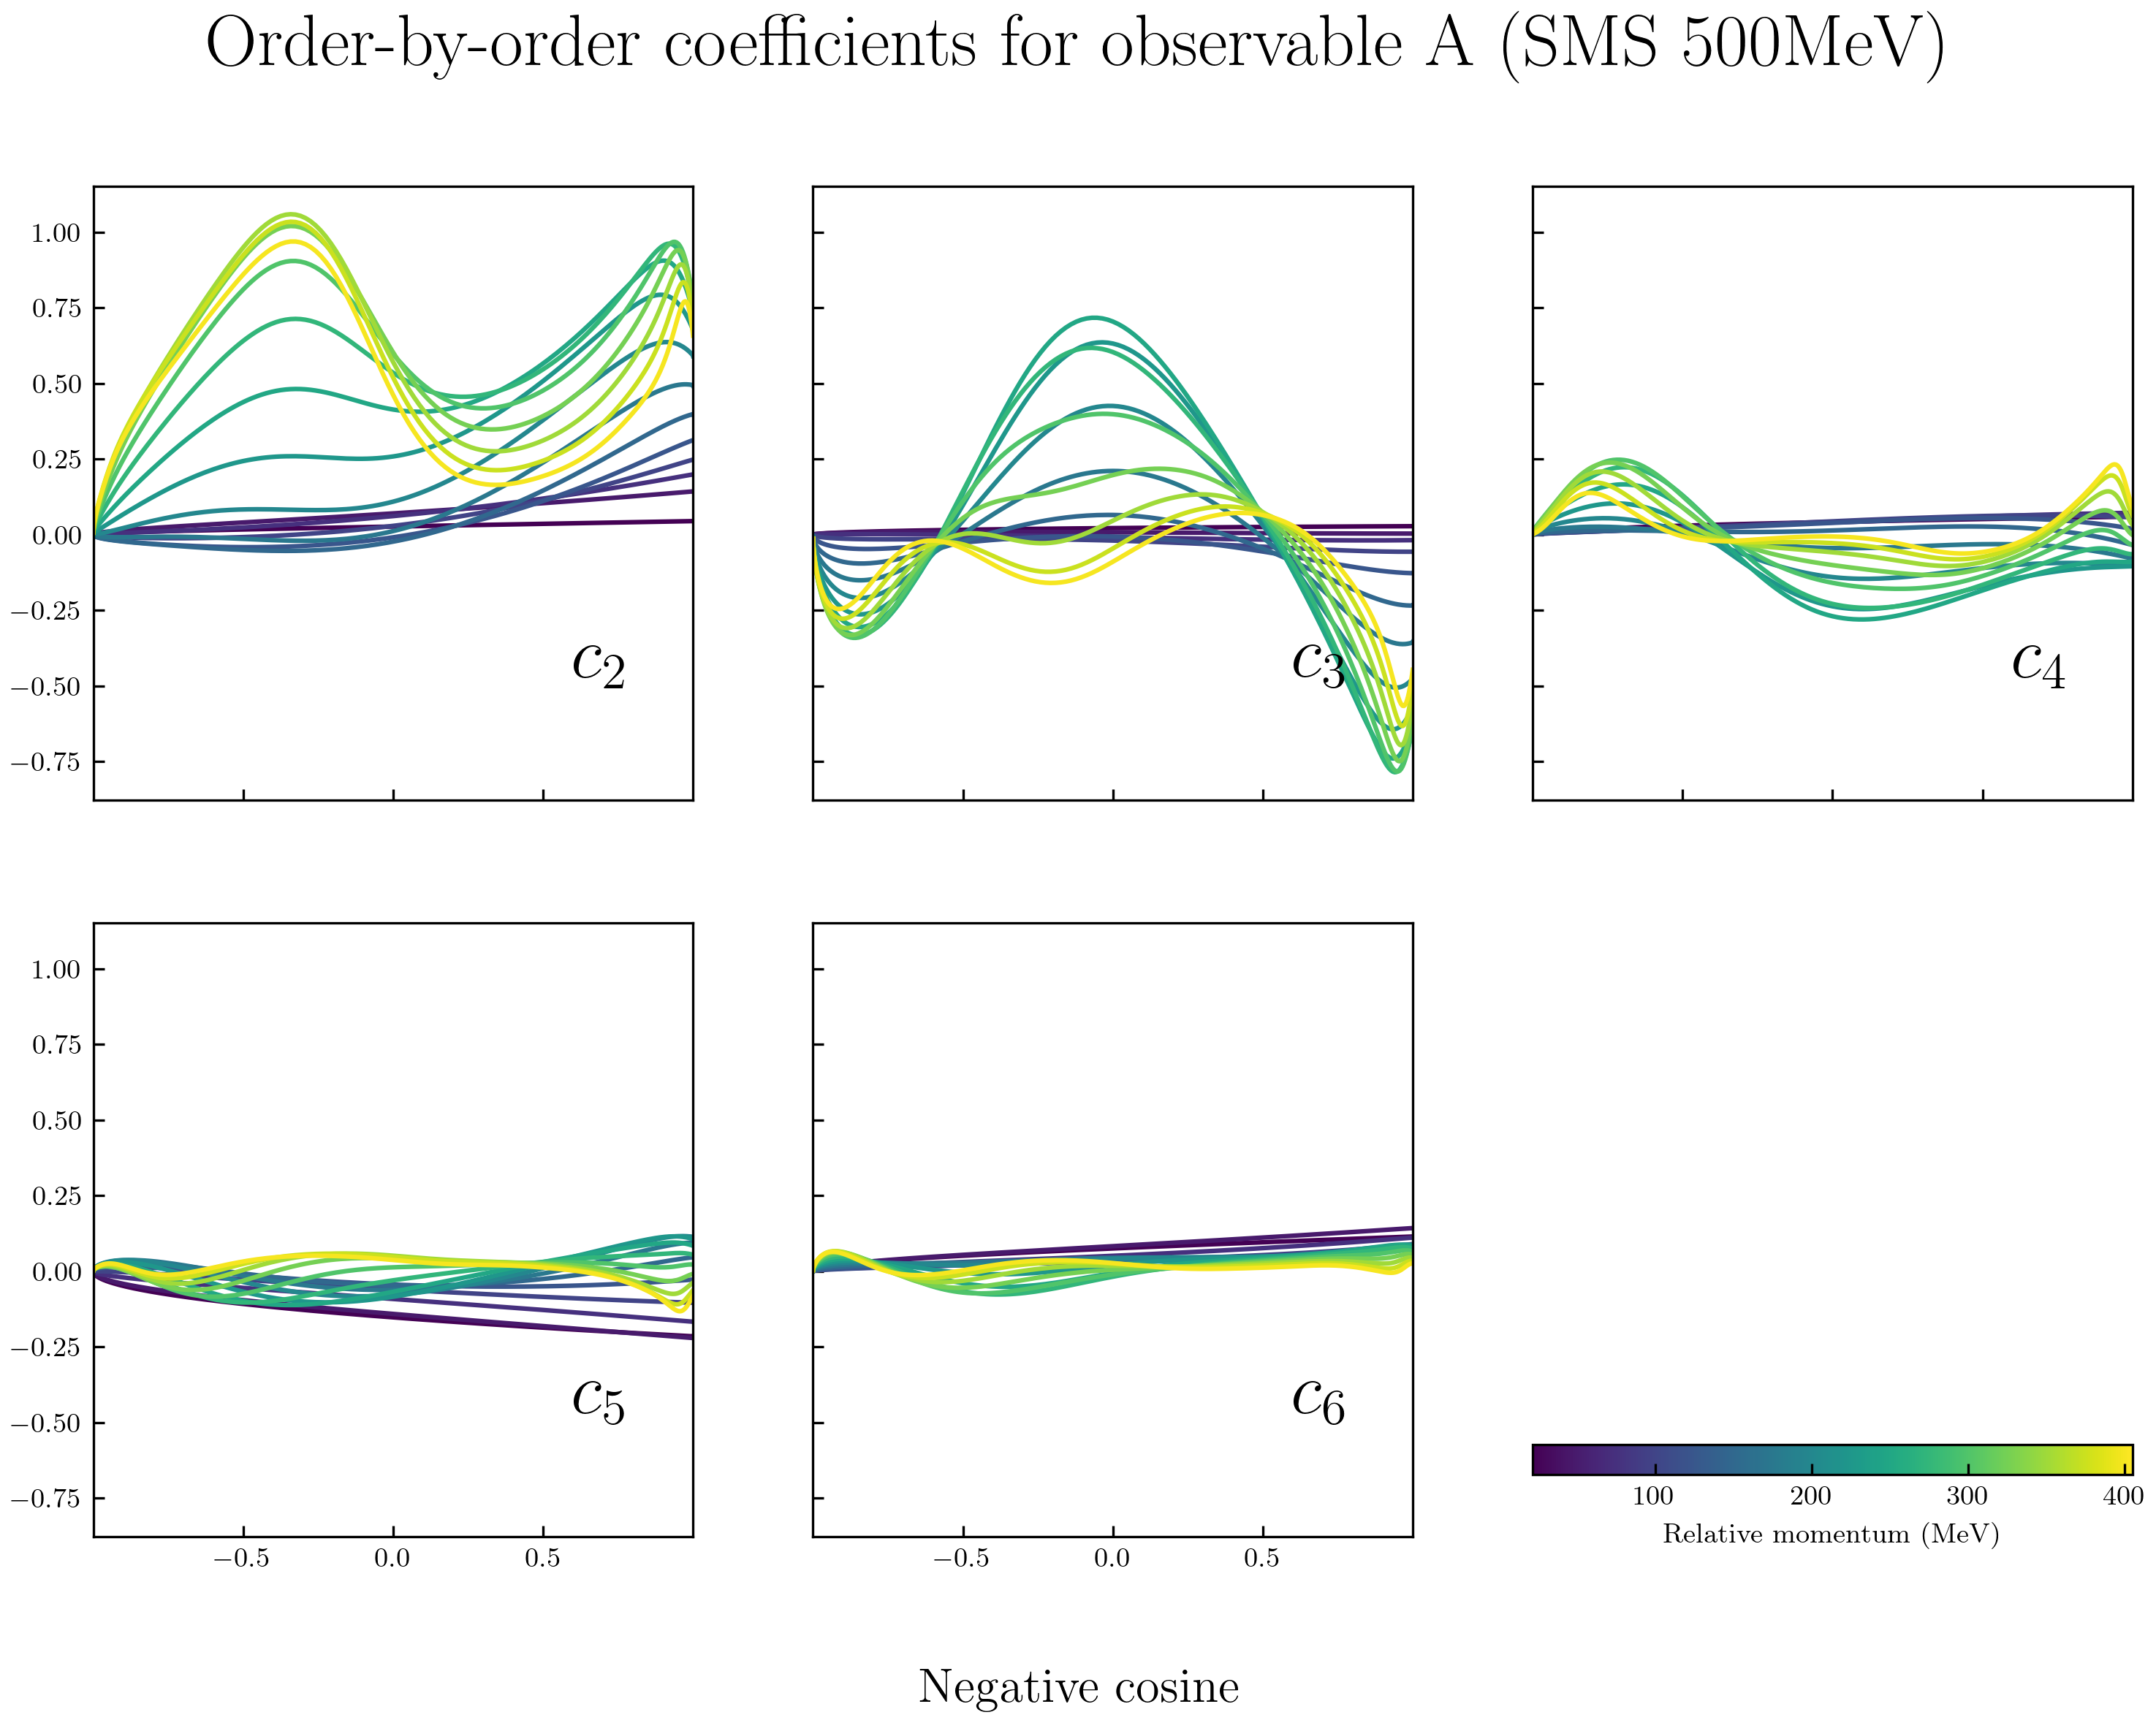 Order-by-order coefficients for observable A (SMS 500MeV)
1.00
0.75
0.50
0.25
0.00
−0.25
−0.50
−0.75
c2
c3
c4
1.00
0.75
0.50
0.25
0.00
−0.25
−0.50
−0.75
c5
c6
−0.5 0.0 0.5
−0.5 0.0 0.5
100 200 300 400
Relative momentum (MeV)
Negative cosine